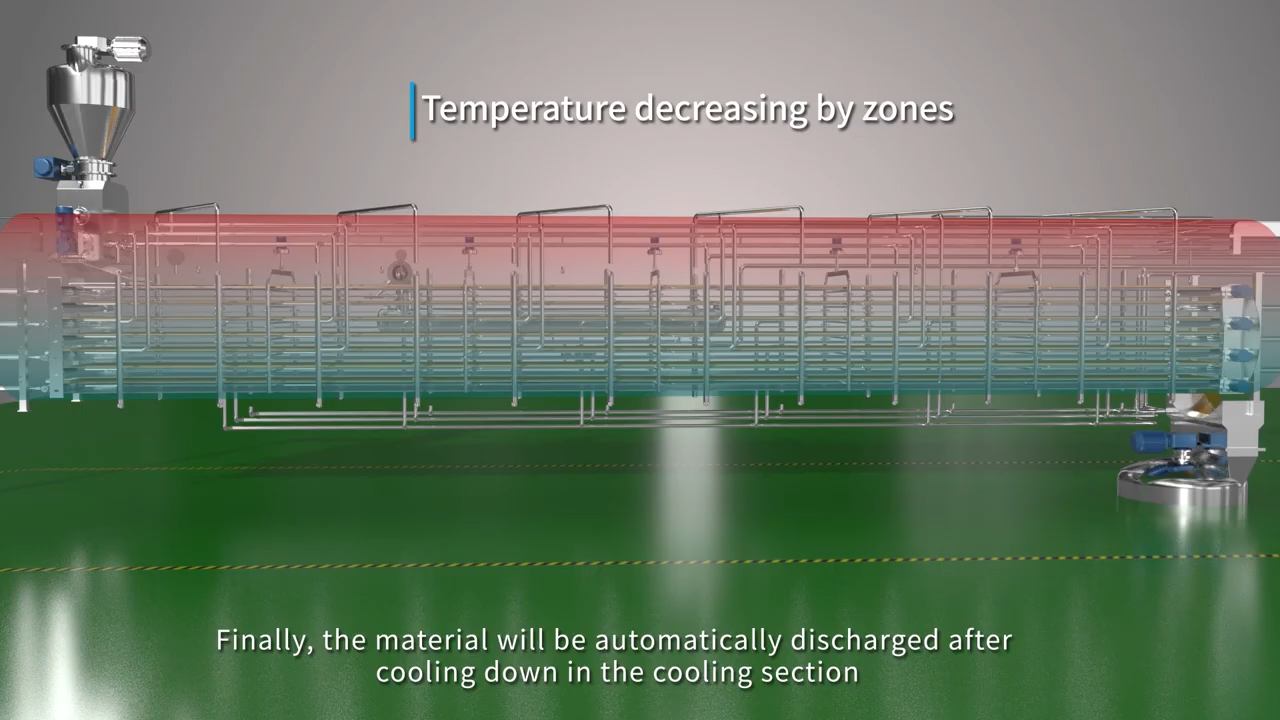 Temperature decreasing by zones
Finally, the material will be automatically discharged after
cooling down in the cooling section